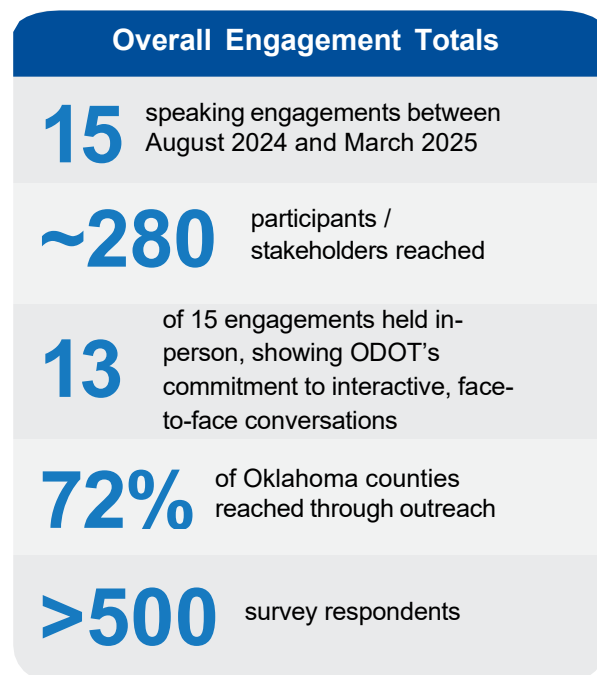 Overall Engagement Totals
15
speaking engagements between
August 2024 and March 2025
~280
participants /
stakeholders reached
13
of 15 engagements held in-
person, showing ODOT's
commitment to interactive, face-
to-face conversations
72%
of Oklahoma counties
reached through outreach
>500
survey respondents